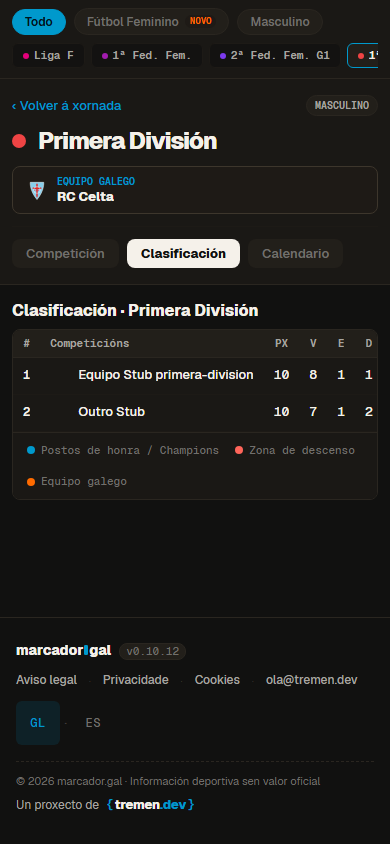 Todo Fútbol Feminino NOVO Masculino
Liga F 1ª Fed. Fem. 2ª Fed. Fem. G1 1ª
‹ Volver á xornada MASCULINO
Primera División
EQUIPO GALEGO
RC Celta
Competición Clasificación Calendario
Clasificación · Primera División
# Competicións PX V E D
1 Equipo Stub primera-division 10 8 1 1
2 Outro Stub 10 7 1 2
Postos de honra / Champions Zona de descenso
Equipo galego
marcador gal v0.10.12
Aviso legal · Privacidade · Cookies · ola@tremen.dev
GL · ES
© 2026 marcador.gal · Información deportiva sen valor oficial
Un proxecto de {tremen.dev}